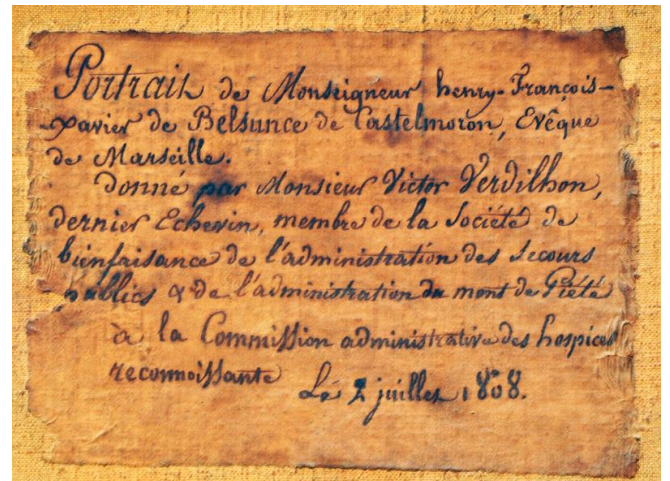 Portrait de Monseigneur henry-François-
xavier de Belsunce de Castelmoron, Evêque
de Marseille.
donné par Monsieur Victor Verdilhon,
dernier Echevin, membre de la Société de
bienfaisance de l'administration des Secours
publics & de l'administration du mont de Piété
à la Commission administrative des hospices
reconnoissante
Le 2 juillet 1808.